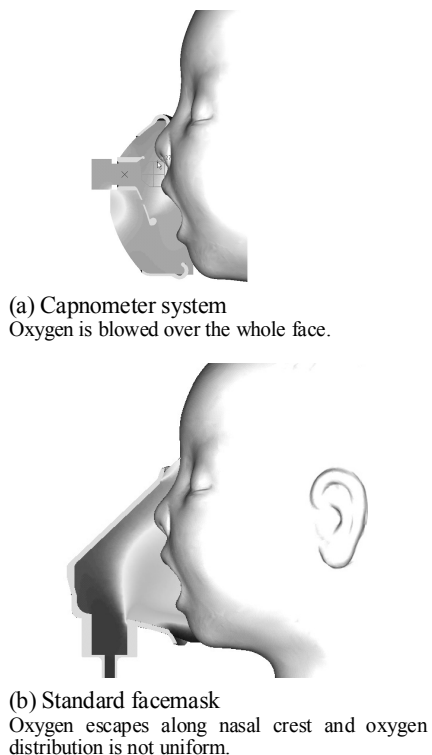 (a) Capnometer system
Oxygen is blowed over the whole face.
(b) Standard facemask
Oxygen escapes along nasal crest and oxygen
distribution is not uniform.